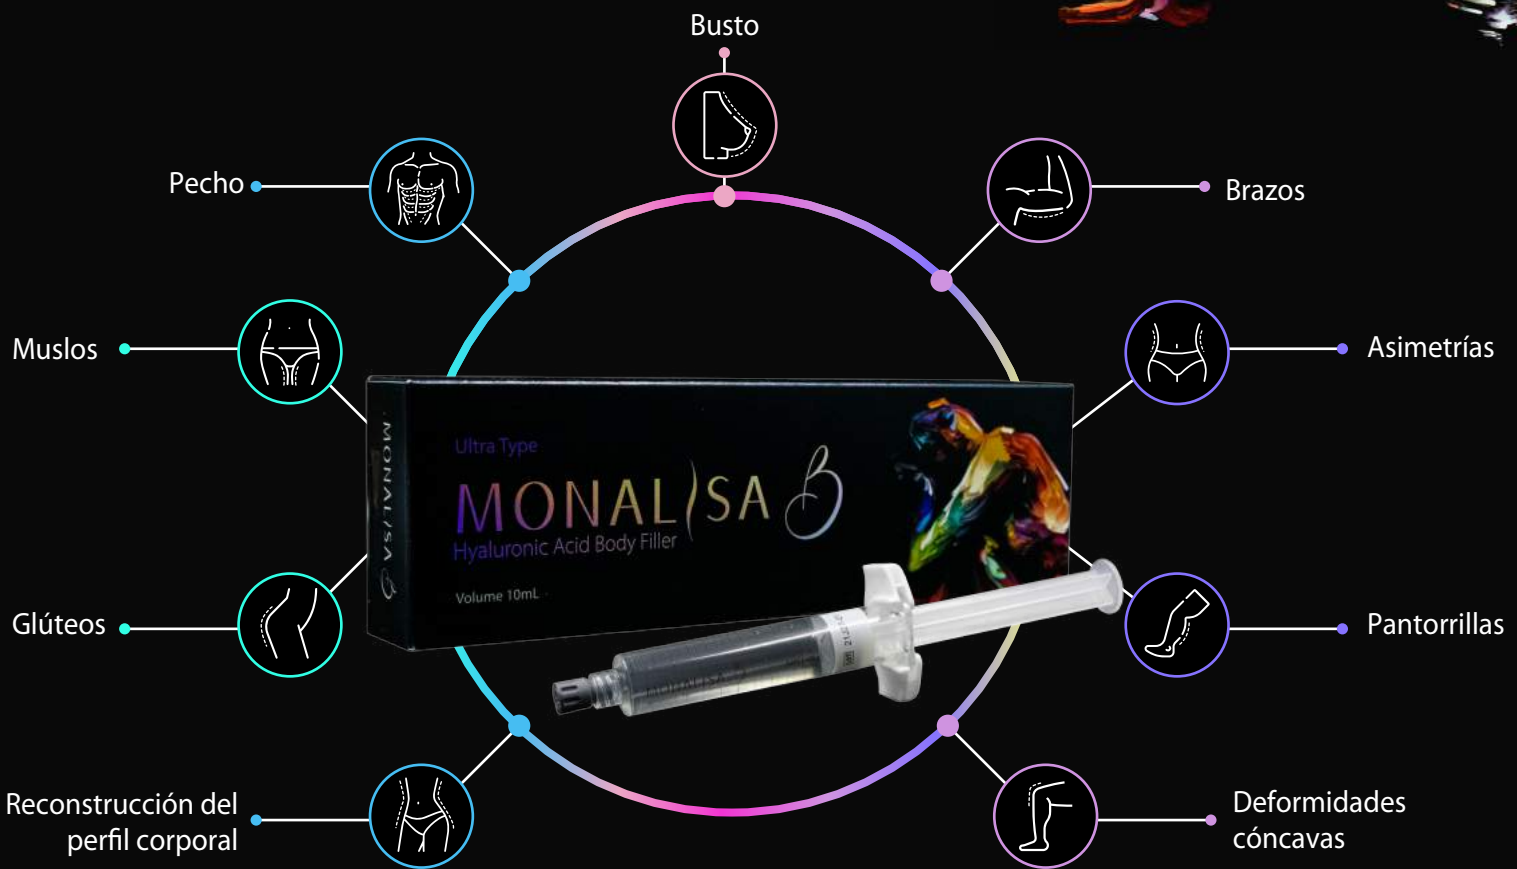 Busto
Pecho
Brazos
Muslos
Asimetrías
MONALISA B
Ultra Type
MONALISA B
Hyaluronic Acid Body Filler
Volume 10mL
Glúteos
Pantorrillas
MONALISA
Reconstrucción del
perfil corporal
Deformidades
cóncavas